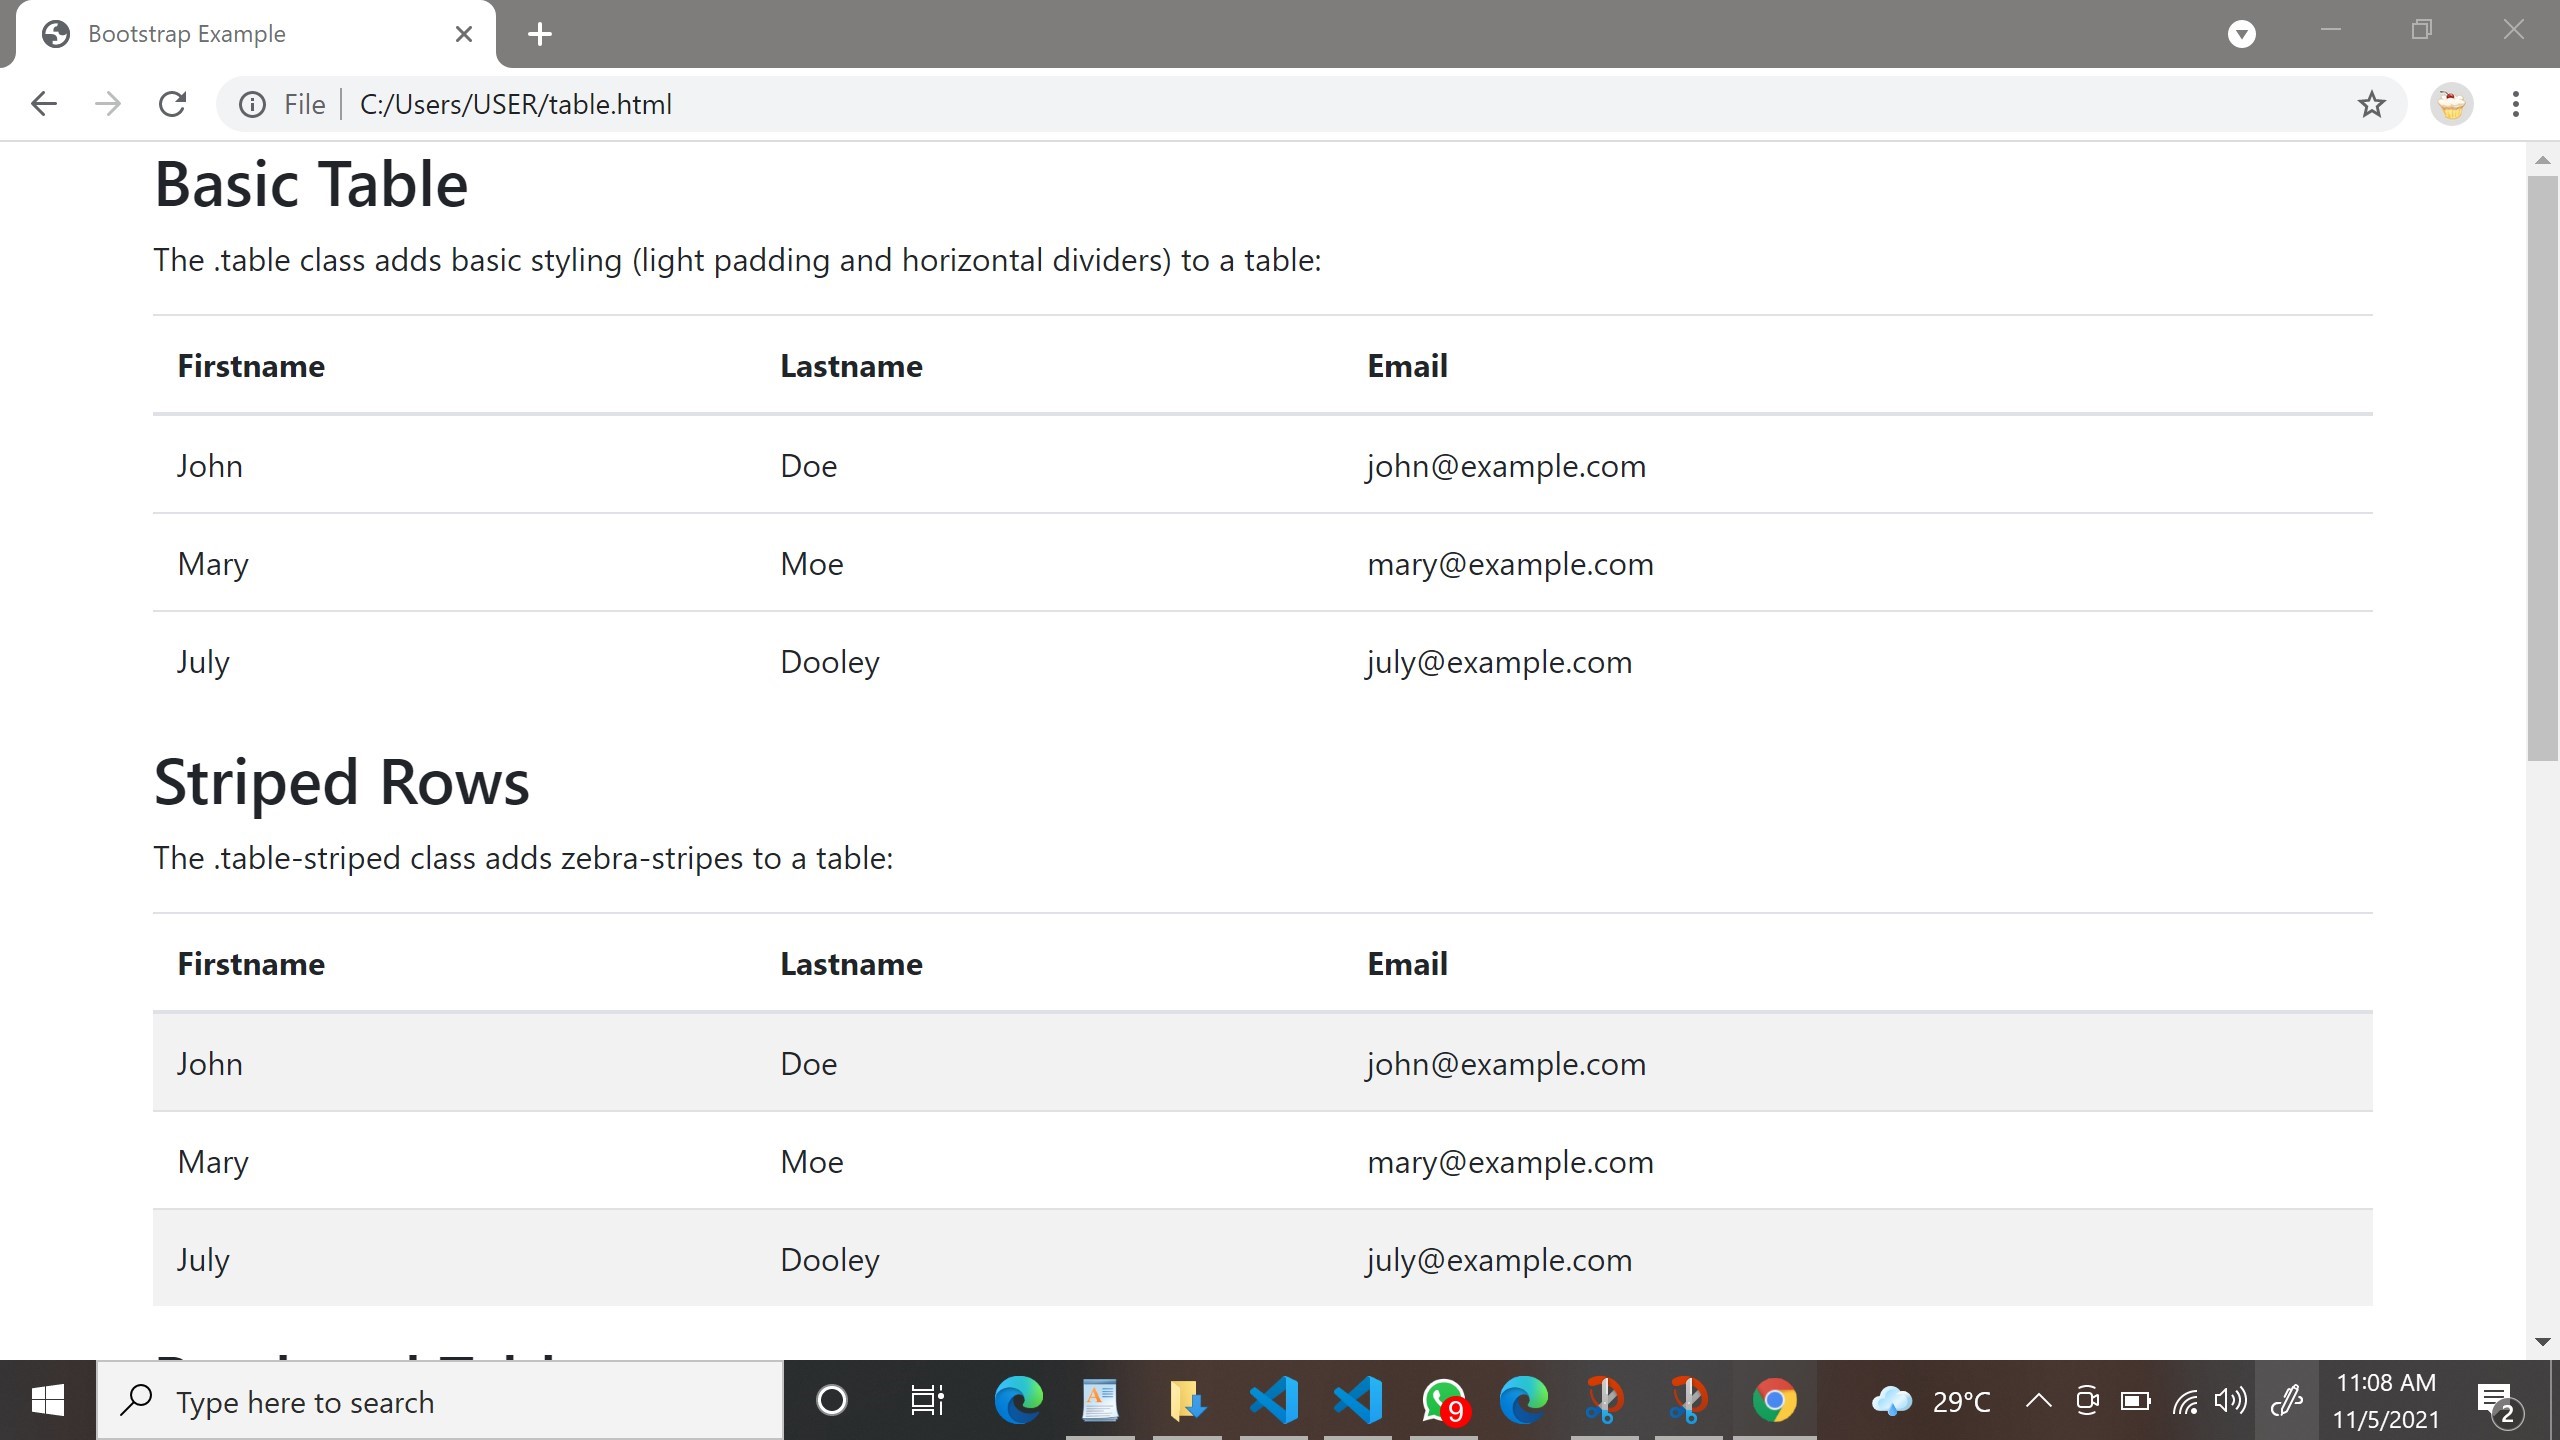 Bootstrap Example
File C:/Users/USER/table.html
Basic Table
The .table class adds basic styling (light padding and horizontal dividers) to a table:
Firstname Lastname Email
John Doe john@example.com
Mary Moe mary@example.com
July Dooley july@example.com
Striped Rows
The .table-striped class adds zebra-stripes to a table:
Firstname Lastname Email
John Doe john@example.com
Mary Moe mary@example.com
July Dooley july@example.com
Type here to search
9
29°C
11:08 AM
11/5/2021
2